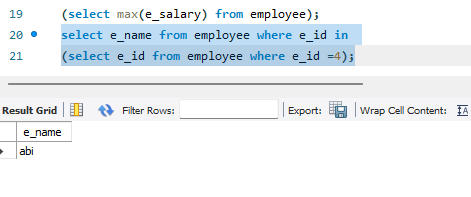 19 (select max(e_salary) from employee);
20 select e_name from employee where e_id in
21 (select e_id from employee where e_id =4);
Result Grid Filter Rows: Export: Wrap Cell Content: IA
e_name
abi